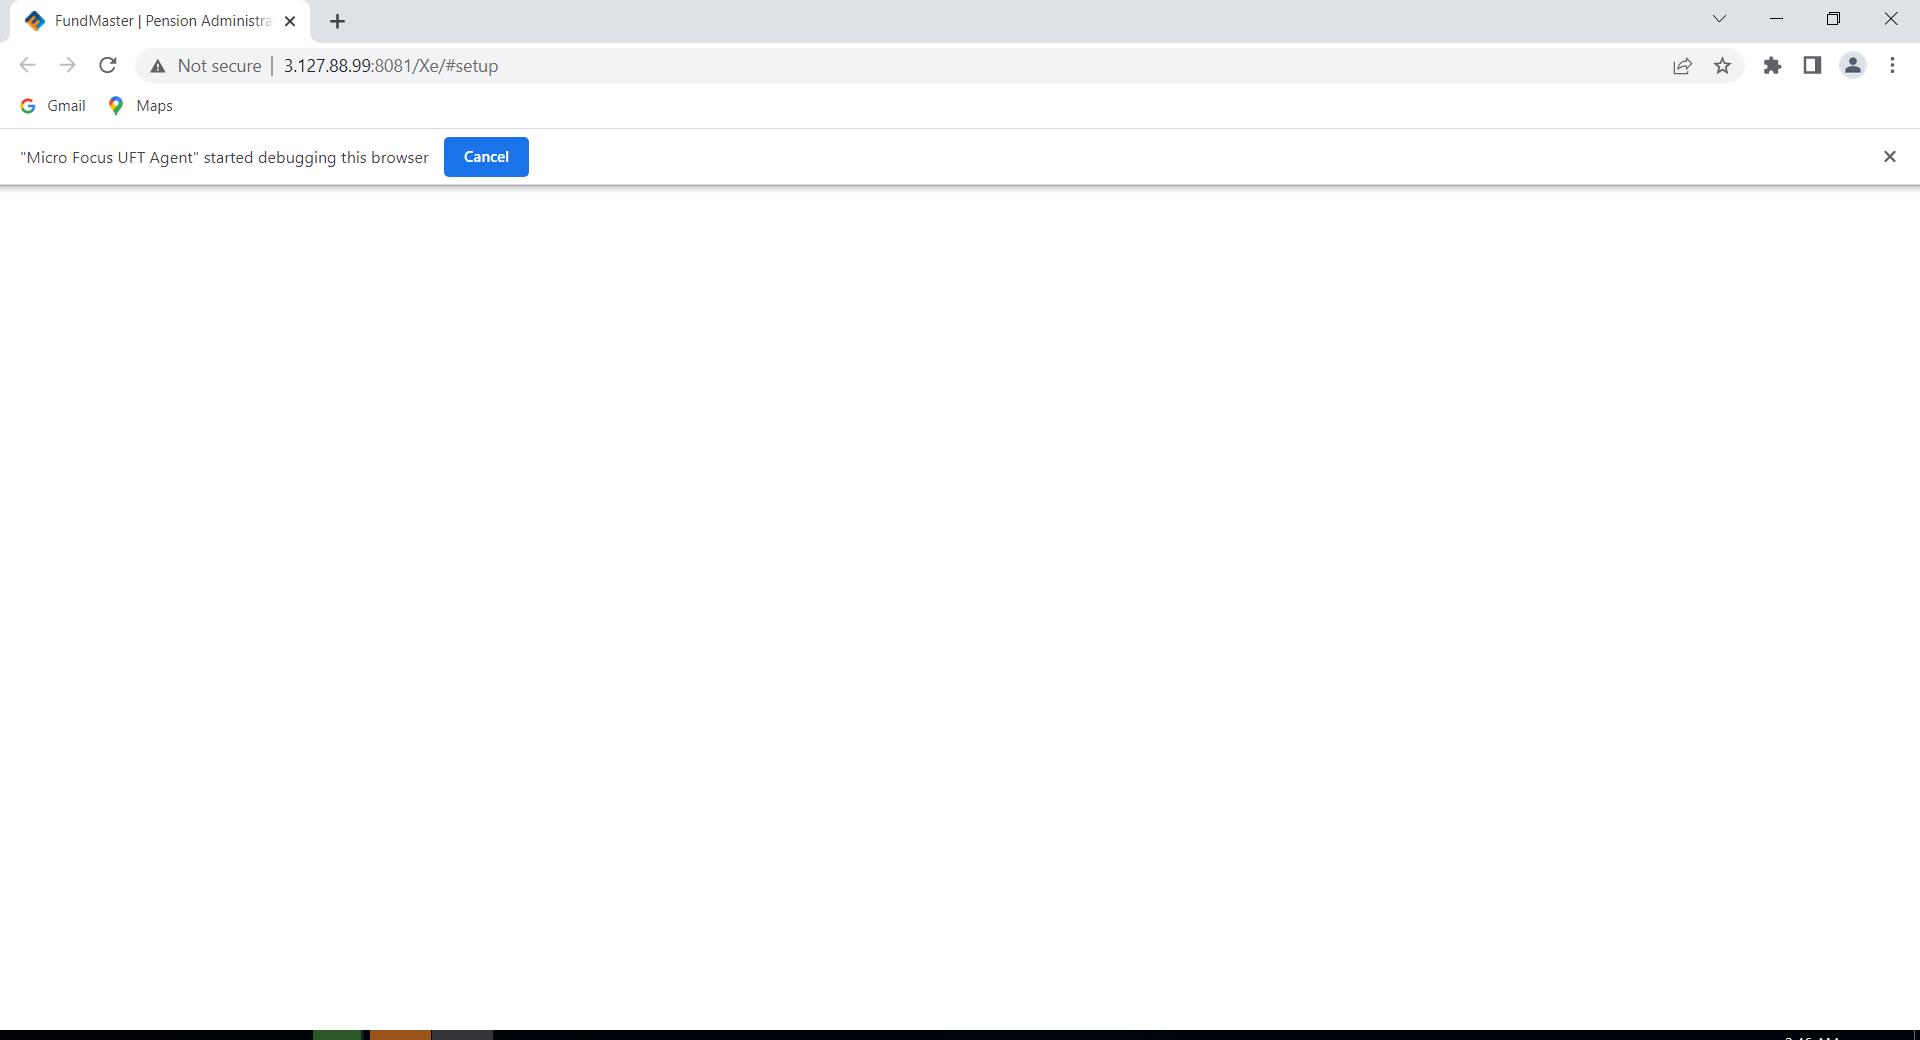 FundMaster | Pension Administra
Not secure | 3.127.88.99:8081/Xe/#setup
Gmail
Maps
"Micro Focus UFT Agent" started debugging this browser
Cancel